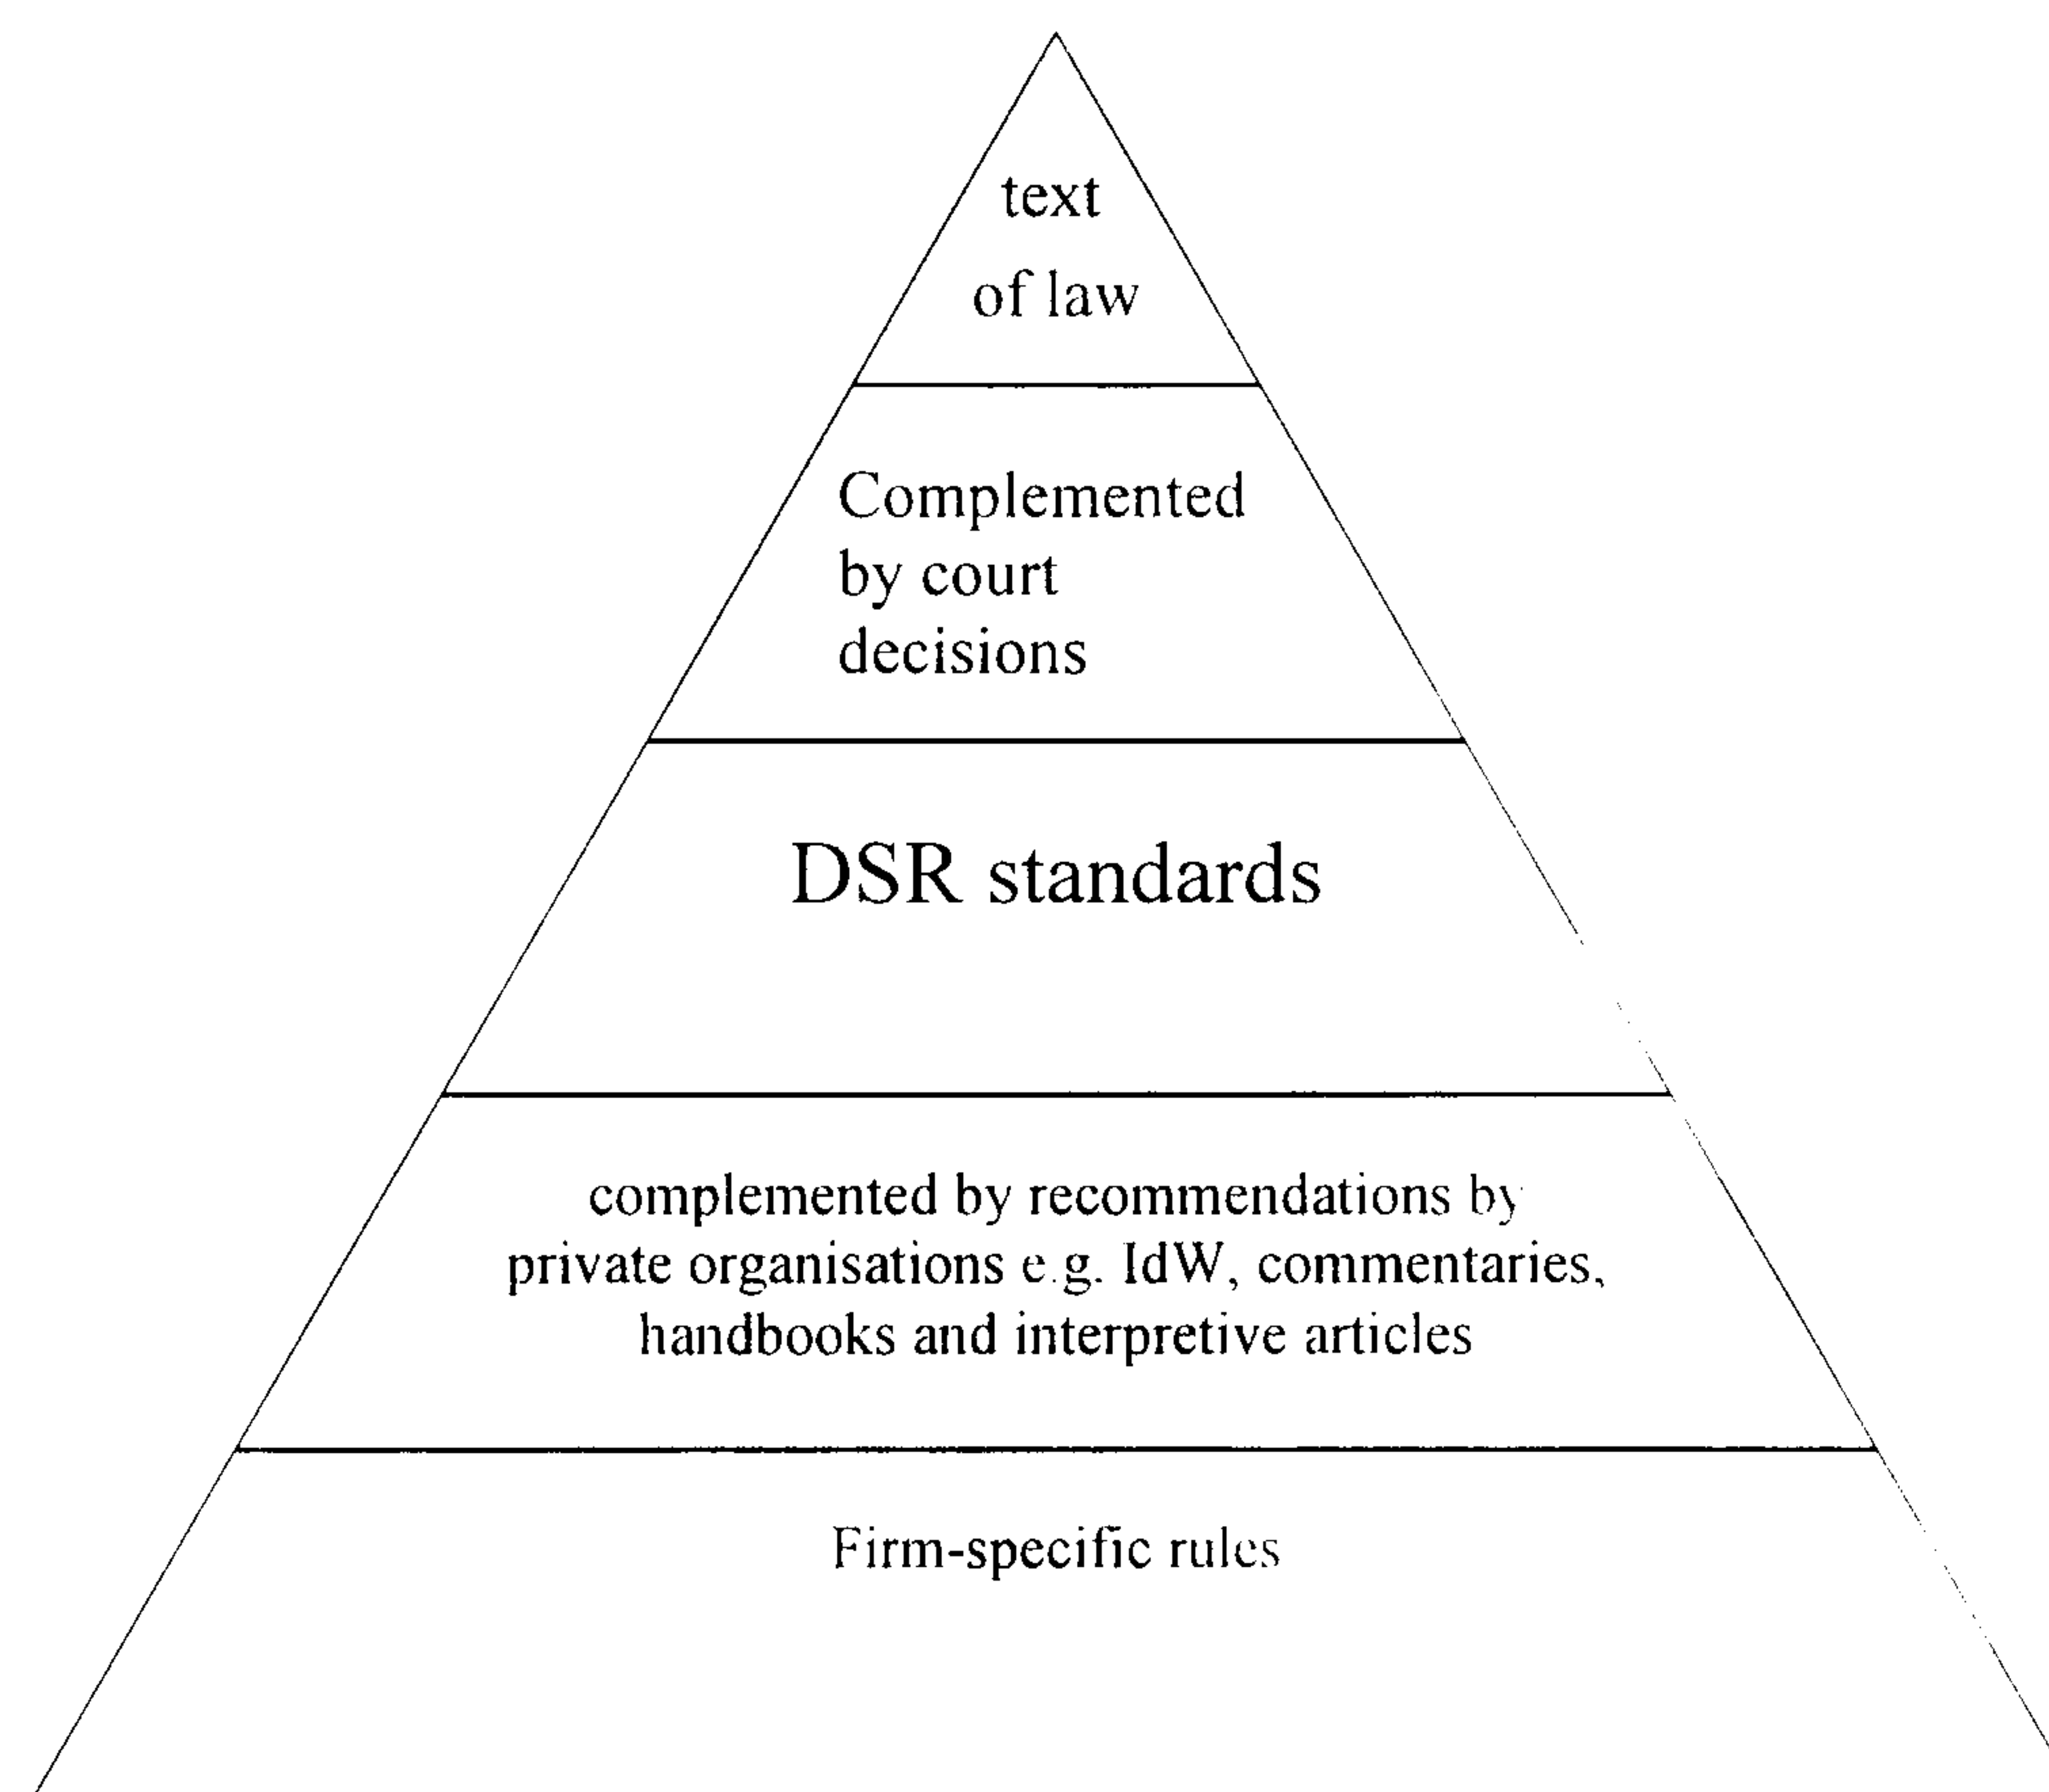 text
of law
Complemented
by court
decisions
DSR standards
complemented by recommendations by
private organisations e.g. IdW, commentaries,
handbooks and interpretive articles
Firm-specific rules